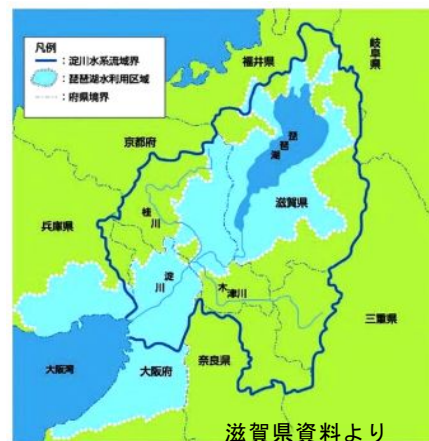 凡例
：淀川水系流域界
：琵琶湖水利用区域
：府県境界
福井県
岐阜県
京都府
琵琶湖
滋賀県
兵庫県
桂川
淀川
木津川
三重県
大阪湾
大阪府
奈良県
滋賀県資料より